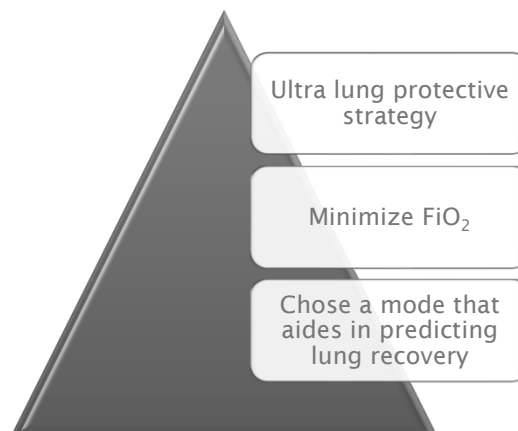 Ultra lung protective
strategy
Minimize FiO₂
Chose a mode that
aides in predicting
lung recovery